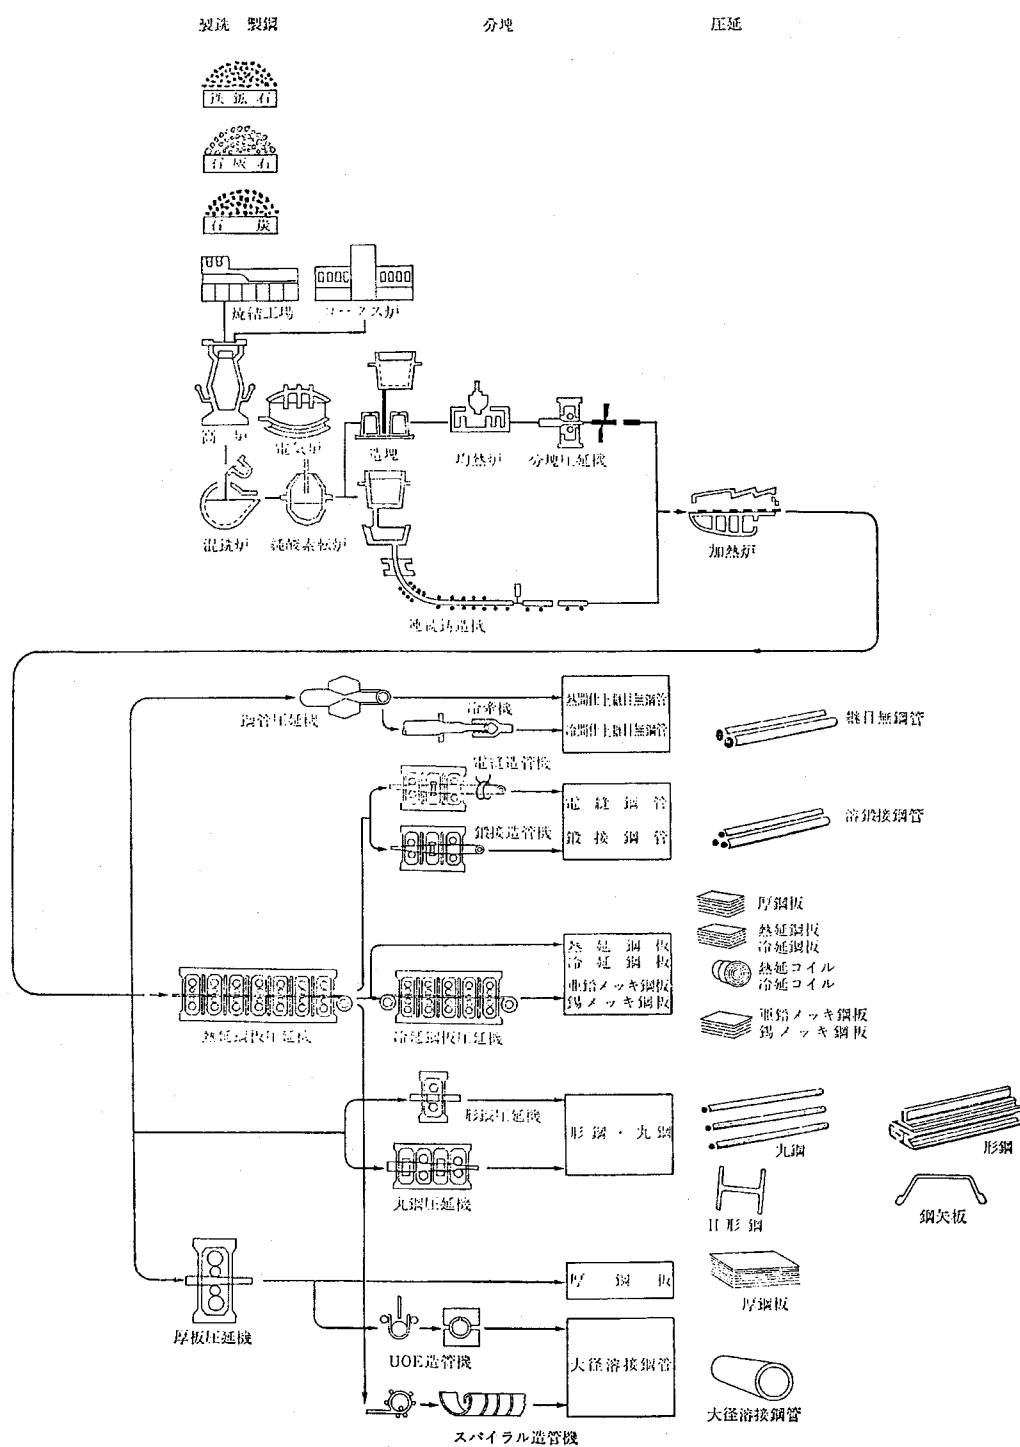 製銑 製鋼 分塊 圧延
鉄鉱石
石灰石
石炭
焼結工場 コークス炉
高炉 電気炉 造塊 均熱炉 分塊圧延機
混銑炉 純酸素転炉 加熱炉
連続鋳造機
鋼管圧延機 冷牽機 熱間仕上継目無鋼管
冷間仕上継目無鋼管 継目無鋼管
電縫造管機 電縫鋼管
鍛接造管機 鍛接鋼管 溶鍛接鋼管
厚鋼板
熱延鋼板
冷延鋼板
熱延コイル
冷延コイル
亜鉛メッキ鋼板
錫メッキ鋼板
熱延鋼板
冷延鋼板
亜鉛メッキ鋼板
錫メッキ鋼板
熱延鋼板圧延機 冷延鋼板圧延機
形鋼圧延機 形鋼・丸鋼
丸鋼圧延機
丸鋼 形鋼
H形鋼 鋼矢板
厚板圧延機 厚鋼板 厚鋼板
UOE造管機 大径溶接鋼管
大径溶接鋼管
スパイラル造管機